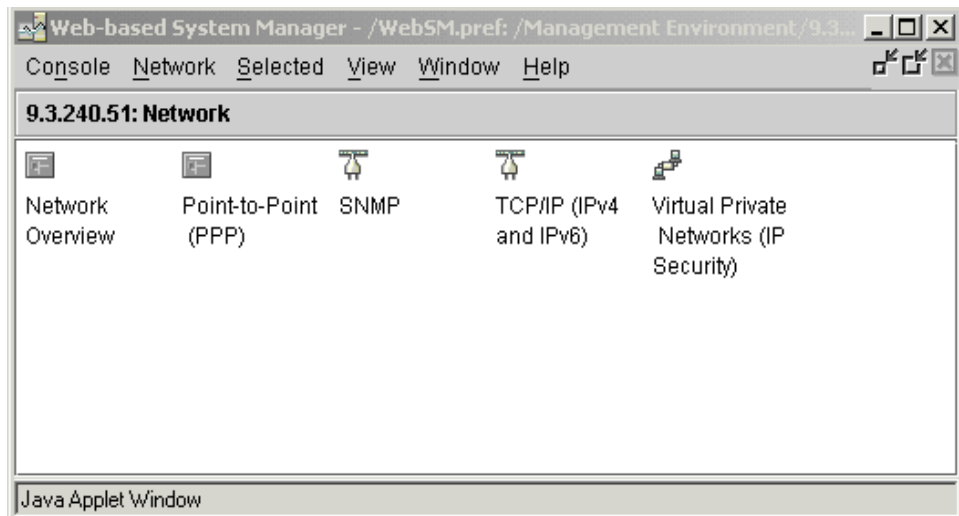 Web-based System Manager - /WebSM.pref: /Management Environment/9.3...
Console Network Selected View Window Help
9.3.240.51: Network
Network Overview
Point-to-Point (PPP)
SNMP
TCP/IP (IPv4 and IPv6)
Virtual Private Networks (IP Security)
Java Applet Window